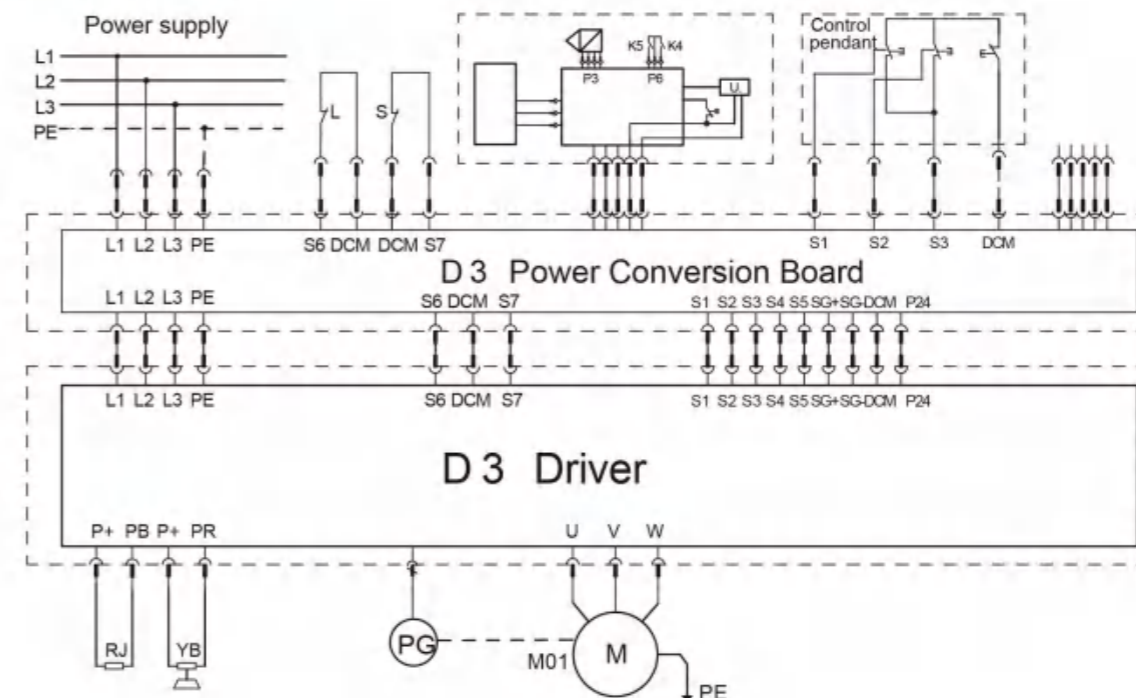 Power supply
L1
L2
L3
PE
L
S
P3
K5 K4
P6
U
Control
pendant
L1 L2 L3 PE
S6 DCM DCM S7
S1 S2 S3 DCM
D3 Power Conversion Board
L1 L2 L3 PE
S6 DCM S7
S1 S2 S3 S4 S5 SG+ SG- DCM P24
L1 L2 L3 PE
S6 DCM S7
S1 S2 S3 S4 S5 SG+ SG- DCM P24
D3 Driver
P+ PB P+ PR
U V W
RJ
YB
PG
M01
M
PE